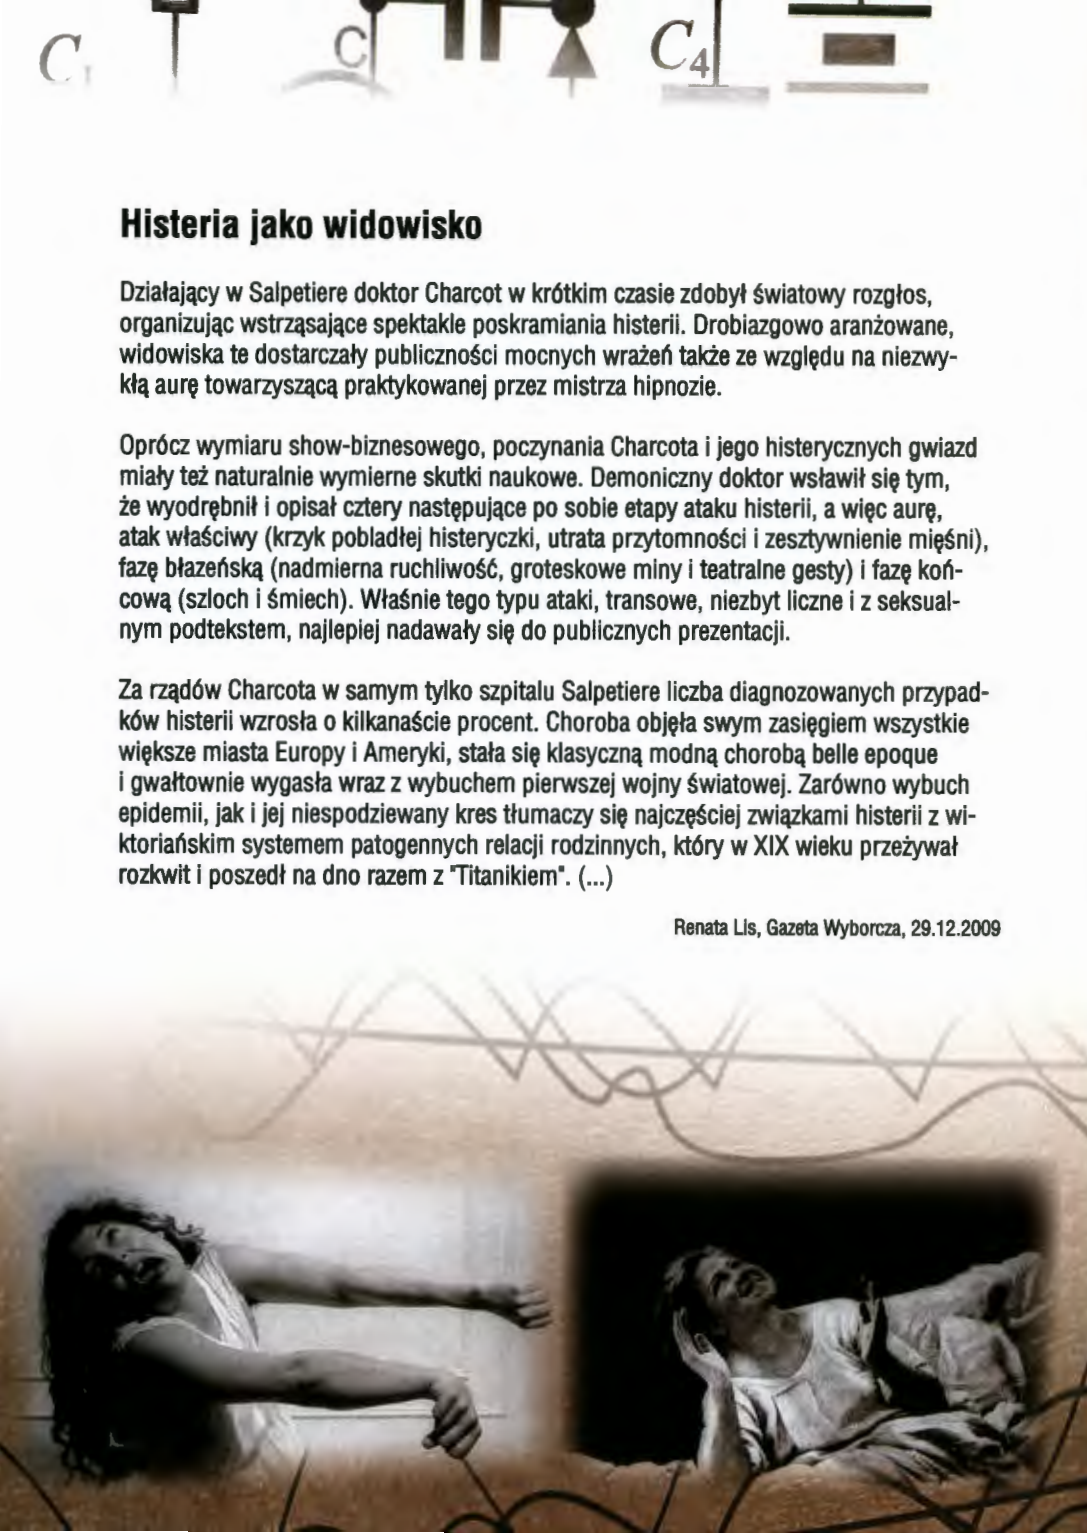 C1
C
C4
Histeria jako widowisko
Działający w Salpetiere doktor Charcot w krótkim czasie zdobył światowy rozgłos,
organizując wstrząsające spektakle poskramiania histerii. Drobiazgowo aranżowane,
widowiska te dostarczały publiczności mocnych wrażeń także ze względu na niezwy-
kłą aurę towarzyszącą praktykowanej przez mistrza hipnozie.
Oprócz wymiaru show-biznesowego, poczynania Charcota i jego histerycznych gwiazd
miały też naturalnie wymierne skutki naukowe. Demoniczny doktor wsławił się tym,
że wyodrębnił i opisał cztery następujące po sobie etapy ataku histerii, a więc aurę,
atak właściwy (krzyk pobladłej histeryczki, utrata przytomności i zesztywnienie mięśni),
fazę błazeńską (nadmierna ruchliwość, groteskowe miny i teatralne gesty) i fazę koń-
cową (szloch i śmiech). Właśnie tego typu ataki, transowe, niezbyt liczne i z seksual-
nym podtekstem, najlepiej nadawały się do publicznych prezentacji.
Za rządów Charcota w samym tylko szpitalu Salpetiere liczba diagnozowanych przypad-
ków histerii wzrosła o kilkanaście procent. Choroba objęła swym zasięgiem wszystkie
większe miasta Europy i Ameryki, stała się klasyczną modną chorobą belle epoque
i gwałtownie wygasła wraz z wybuchem pierwszej wojny światowej. Zarówno wybuch
epidemii, jak i jej niespodziewany kres tłumaczy się najczęściej związkami histerii z wi-
ktoriańskim systemem patogennych relacji rodzinnych, który w XIX wieku przeżywał
rozkwit i poszedł na dno razem z "Titanikiem". (...)
Renata Lis, Gazeta Wyborcza, 29.12.2009